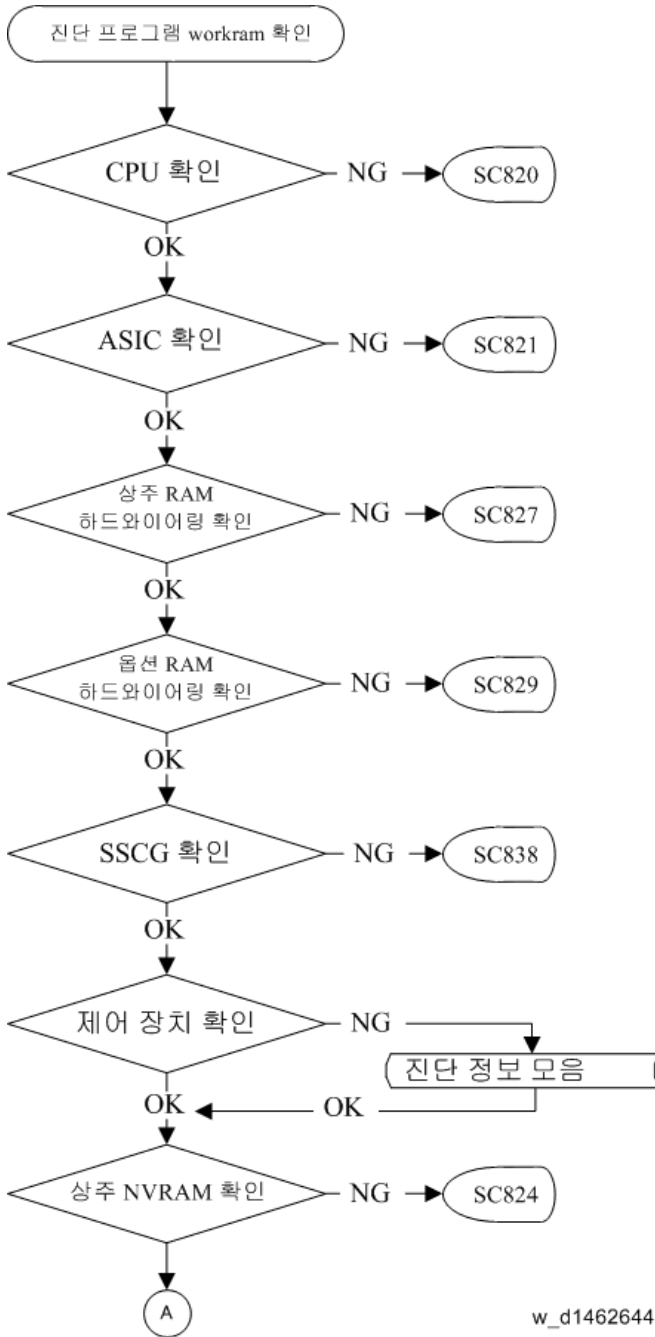 진단 프로그램 workram 확인
CPU 확인
NG
SC820
OK
ASIC 확인
NG
SC821
OK
상주 RAM
하드와이어링 확인
NG
SC827
OK
옵션 RAM
하드와이어링 확인
NG
SC829
OK
SSCG 확인
NG
SC838
OK
제어 장치 확인
NG
진단 정보 모음
OK
OK
상주 NVRAM 확인
NG
SC824
A
w_d1462644